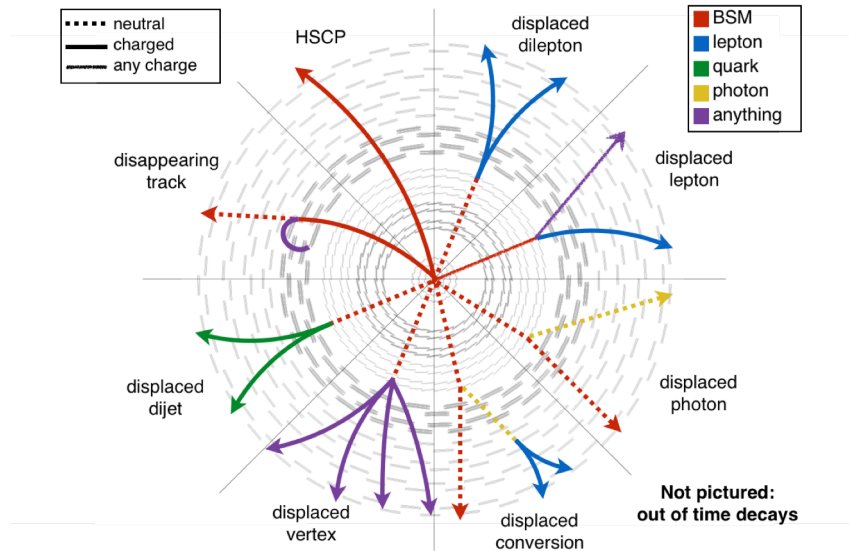 neutral
charged
any charge
HSCP
displaced
dilepton
BSM
lepton
quark
photon
anything
disappearing
track
displaced
lepton
displaced
dijet
displaced
photon
displaced
vertex
displaced
conversion
Not pictured:
out of time decays